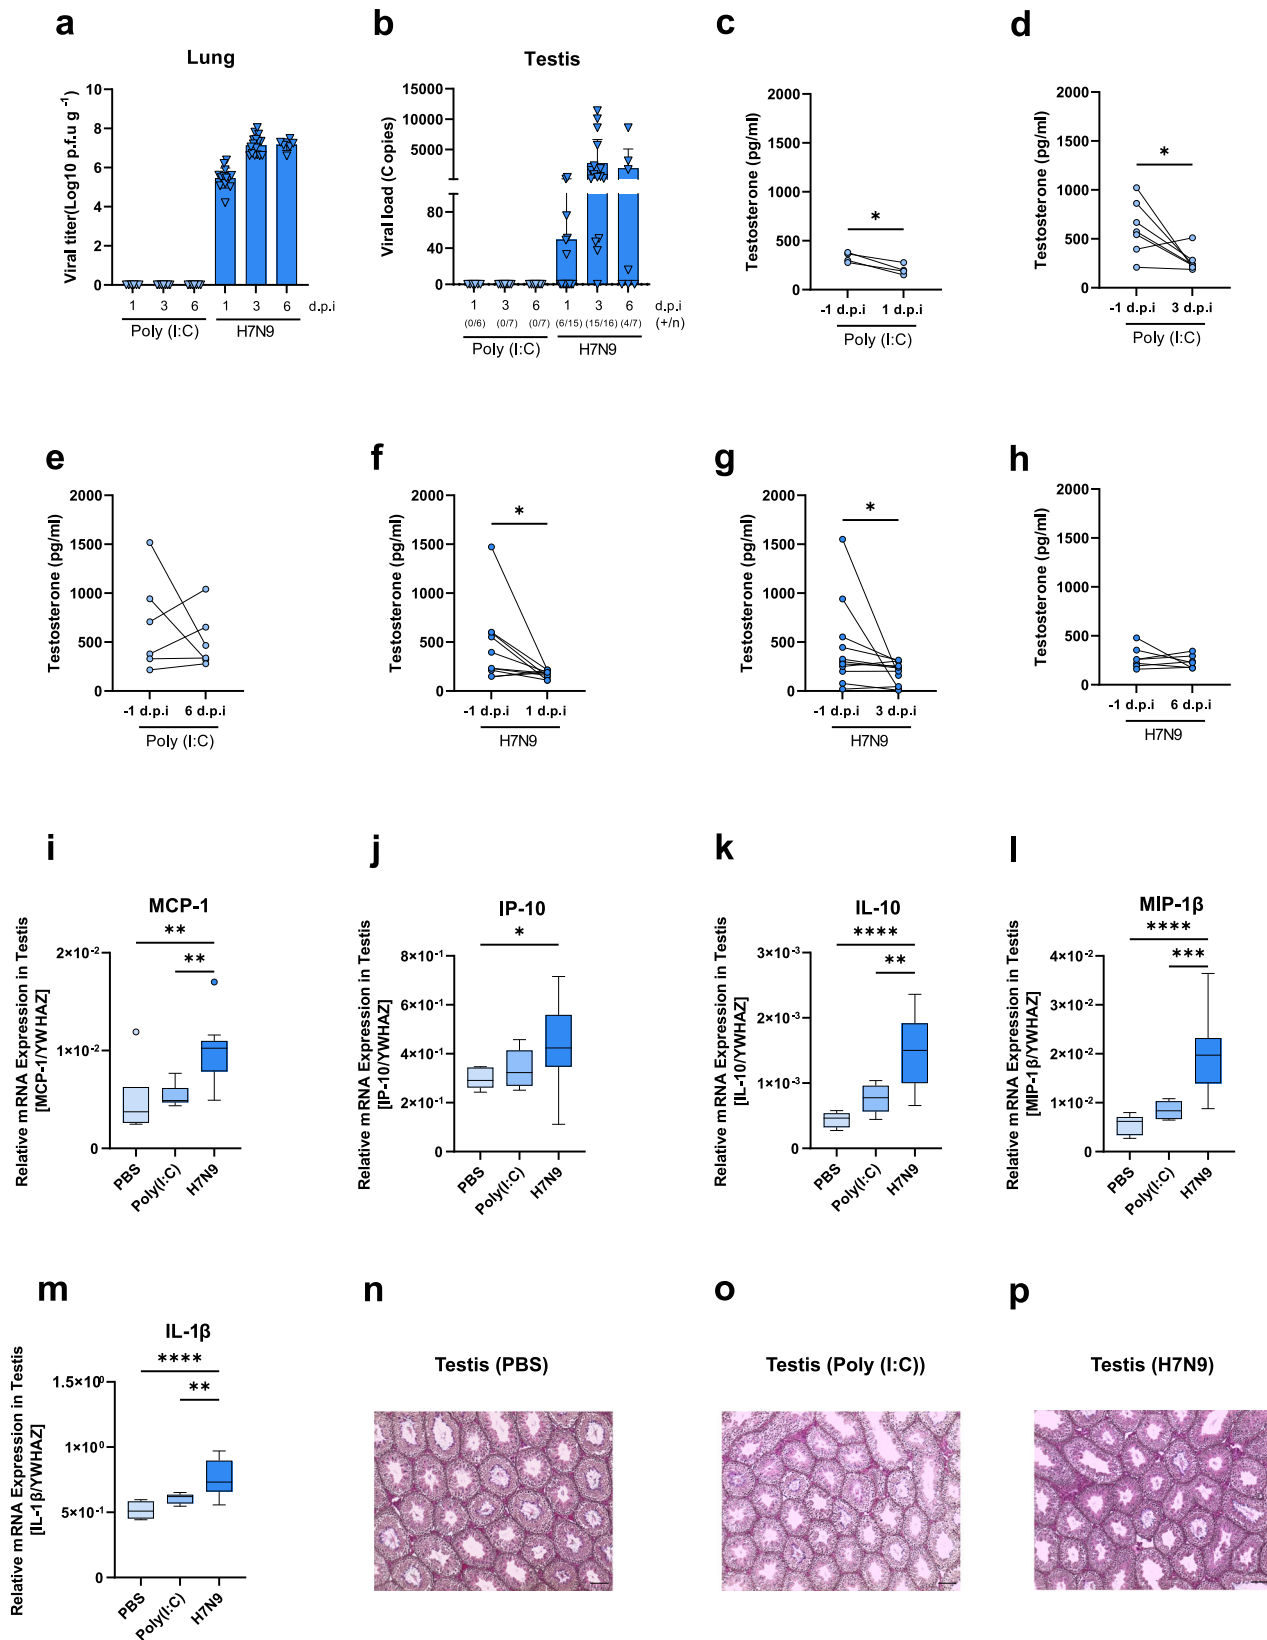 a
Lung
Viral titer(Log10 p.f.u g -1)
10
8
6
4
2
0
1 3 6 1 3 6 d.p.i
Poly (I:C) H7N9
b
Testis
Viral load (Copies)
15000
10000
5000
80
40
0
1 3 6 1 3 6 d.p.i
(0/6) (0/7) (0/7) (6/15) (15/16) (4/7) (+/n)
Poly (I:C) H7N9
c
Testosterone (pg/ml)
2000
1500
1000
500
0
*
-1 d.p.i 1 d.p.i
Poly (I:C)
d
Testosterone (pg/ml)
2000
1500
1000
500
0
*
-1 d.p.i 3 d.p.i
Poly (I:C)
e
Testosterone (pg/ml)
2000
1500
1000
500
0
-1 d.p.i 6 d.p.i
Poly (I:C)
f
Testosterone (pg/ml)
2000
1500
1000
500
0
*
-1 d.p.i 1 d.p.i
H7N9
g
Testosterone (pg/ml)
2000
1500
1000
500
0
*
-1 d.p.i 3 d.p.i
H7N9
h
Testosterone (pg/ml)
2000
1500
1000
500
0
-1 d.p.i 6 d.p.i
H7N9
i
MCP-1
Relative mRNA Expression in Testis
[MCP-1/YWHAZ]
**
**
2×10-2
1×10-2
0
PBS Poly(I:C) H7N9
j
IP-10
Relative mRNA Expression in Testis
[IP-10/YWHAZ]
*
8×10-1
6×10-1
4×10-1
2×10-1
0
PBS Poly(I:C) H7N9
k
IL-10
Relative mRNA Expression in Testis
[IL-10/YWHAZ]
****
**
3×10-3
2×10-3
1×10-3
0
PBS Poly(I:C) H7N9
l
MIP-1β
Relative mRNA Expression in Testis
[MIP-1β/YWHAZ]
****
***
4×10-2
3×10-2
2×10-2
1×10-2
0
PBS Poly(I:C) H7N9
m
IL-1β
Relative mRNA Expression in Testis
[IL-1β/YWHAZ]
****
**
1.5×100
1×100
5×10-1
0
PBS Poly(I:C) H7N9
n
Testis (PBS)
o
Testis (Poly (I:C))
p
Testis (H7N9)